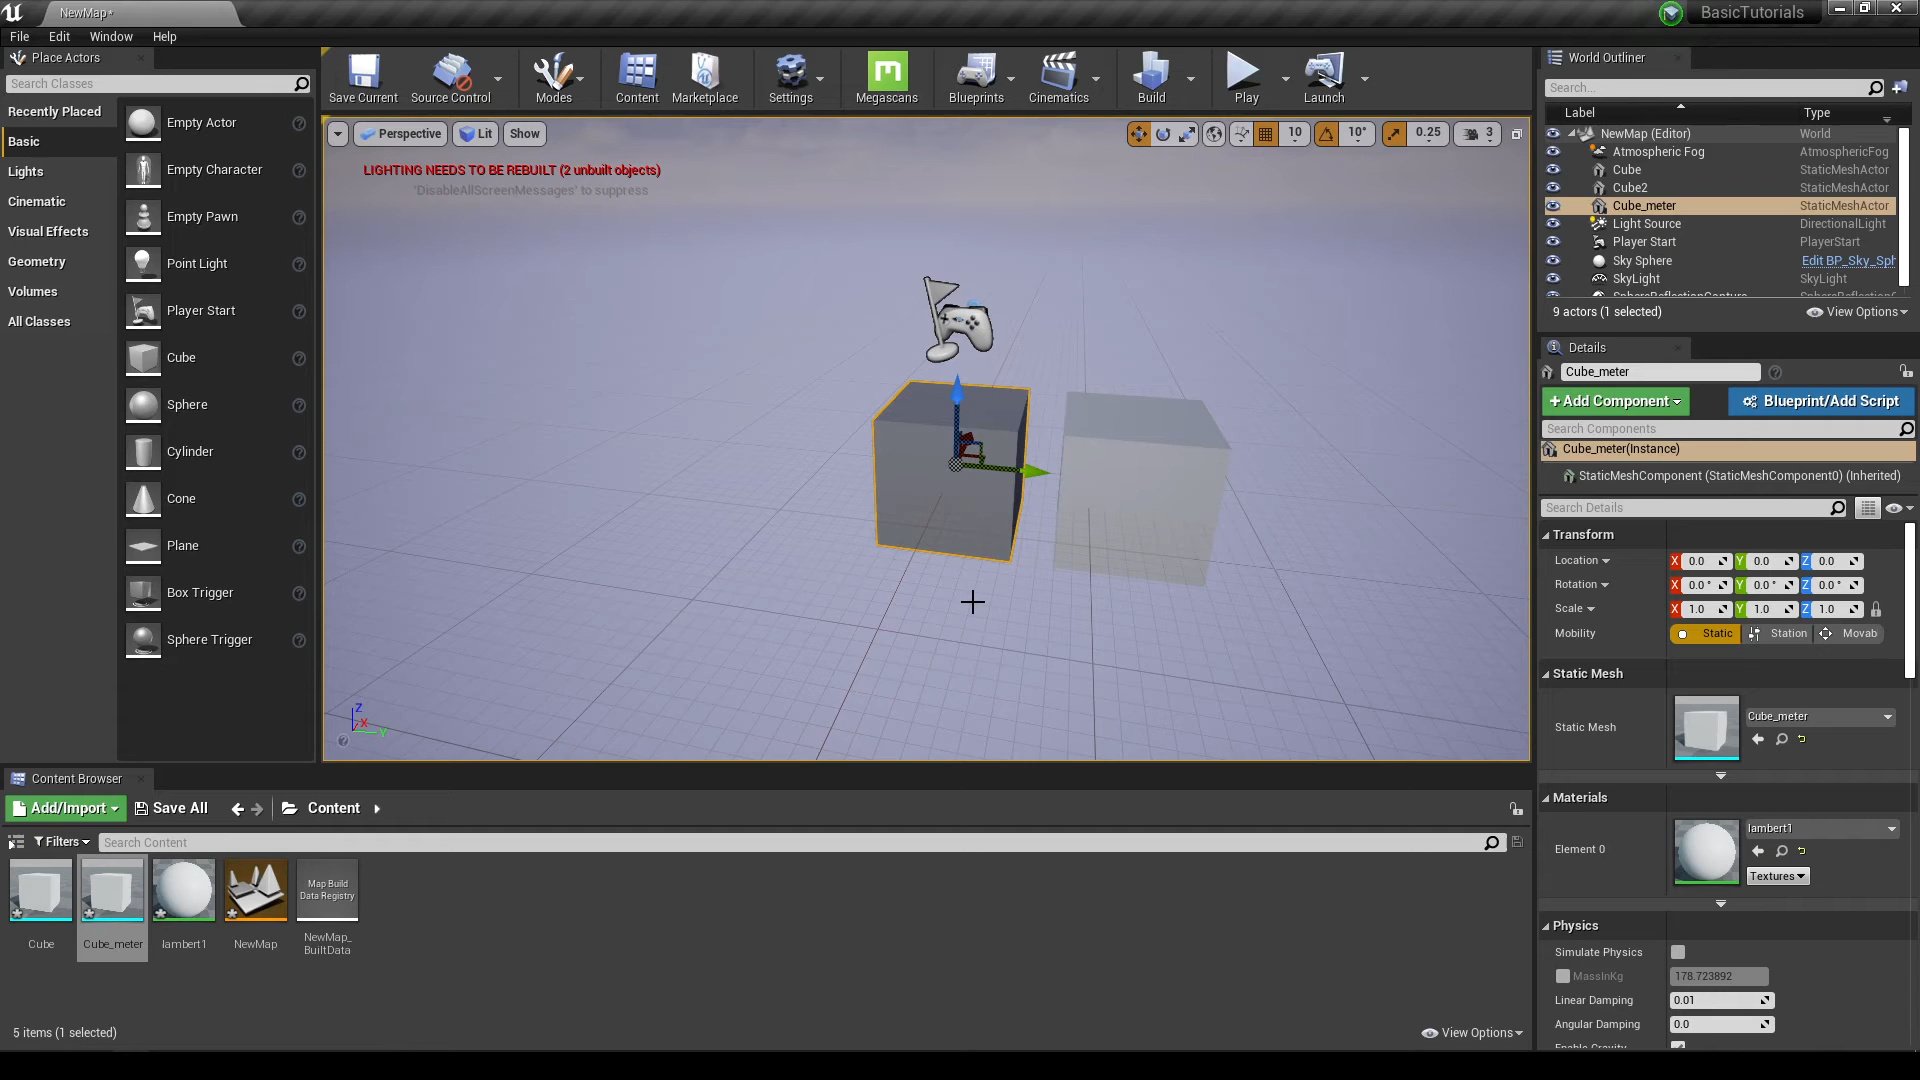 NewMap*
BasicTutorials
File Edit Window Help
Place Actors
Search Classes
Recently Placed
Basic
Lights
Cinematic
Visual Effects
Geometry
Volumes
All Classes
Empty Actor
Empty Character
Empty Pawn
Point Light
Player Start
Cube
Sphere
Cylinder
Cone
Plane
Box Trigger
Sphere Trigger
Save Current
Source Control
Modes
Content
Marketplace
Settings
Megascans
Blueprints
Cinematics
Build
Play
Launch
Perspective Lit Show
10 10° 0.25 3
LIGHTING NEEDS TO BE REBUILT (2 unbuilt objects)
'DisableAllScreenMessages' to suppress
Z
X
Y
World Outliner
Search...
Label Type
NewMap (Editor) World
Atmospheric Fog AtmosphericFog
Cube StaticMeshActor
Cube2 StaticMeshActor
Cube_meter StaticMeshActor
Light Source DirectionalLight
Player Start PlayerStart
Sky Sphere Edit BP_Sky_Sph
SkyLight SkyLight
9 actors (1 selected) View Options
Details
Cube_meter
+Add Component Blueprint/Add Script
Search Components
Cube_meter(Instance)
StaticMeshComponent (StaticMeshComponent0) (Inherited)
Search Details
Transform
Location X 0.0 Y 0.0 Z 0.0
Rotation X 0.0° Y 0.0° Z 0.0°
Scale X 1.0 Y 1.0 Z 1.0
Mobility Static Station Movab
Static Mesh
Static Mesh Cube_meter
Materials
Element 0 lambert1
Textures
Physics
Simulate Physics
MassInKg 178.723892
Linear Damping 0.01
Angular Damping 0.0
Content Browser
Add/Import Save All Content
Filters Search Content
Cube
Cube_meter
lambert1
NewMap
Map Build
Data Registry
NewMap_
BuiltData
5 items (1 selected) View Options